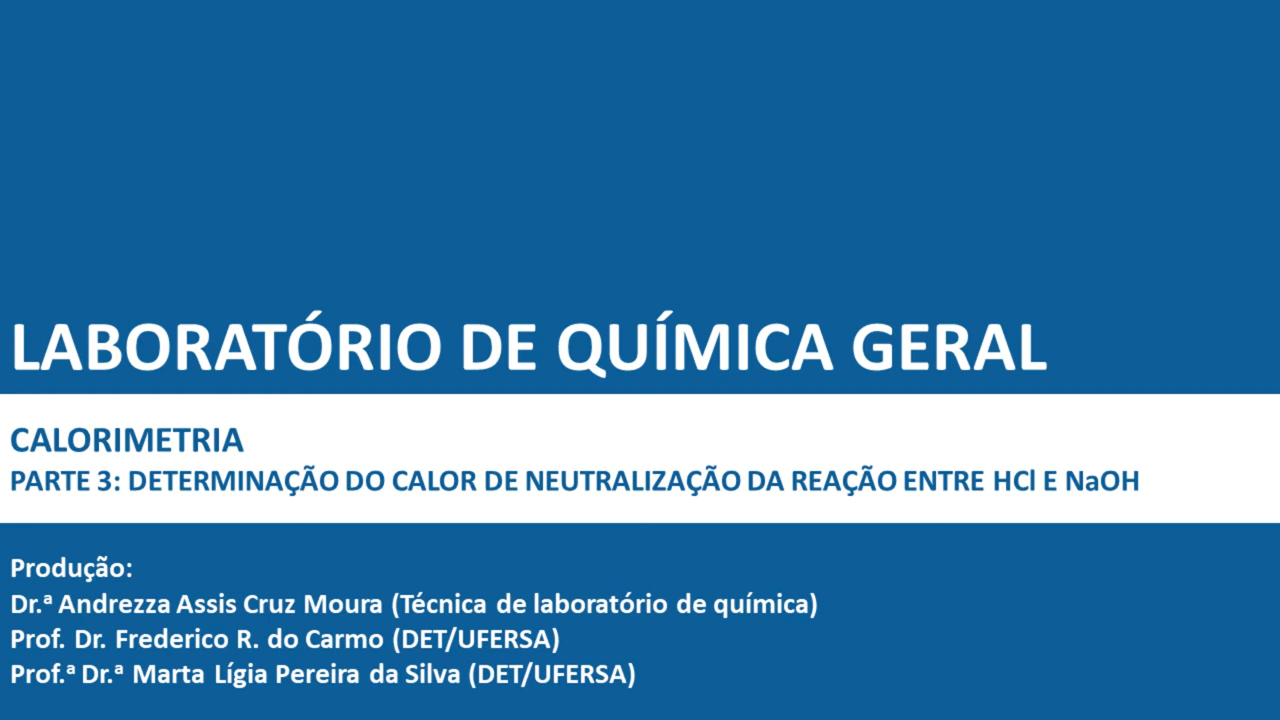 LABORATÓRIO DE QUÍMICA GERAL
CALORIMETRIA
PARTE 3: DETERMINAÇÃO DO CALOR DE NEUTRALIZAÇÃO DA REAÇÃO ENTRE HCl E NaOH
Produção:
Dr.ª Andrezza Assis Cruz Moura (Técnica de laboratório de química)
Prof. Dr. Frederico R. do Carmo (DET/UFERSA)
Prof.ª Dr.ª Marta Lígia Pereira da Silva (DET/UFERSA)